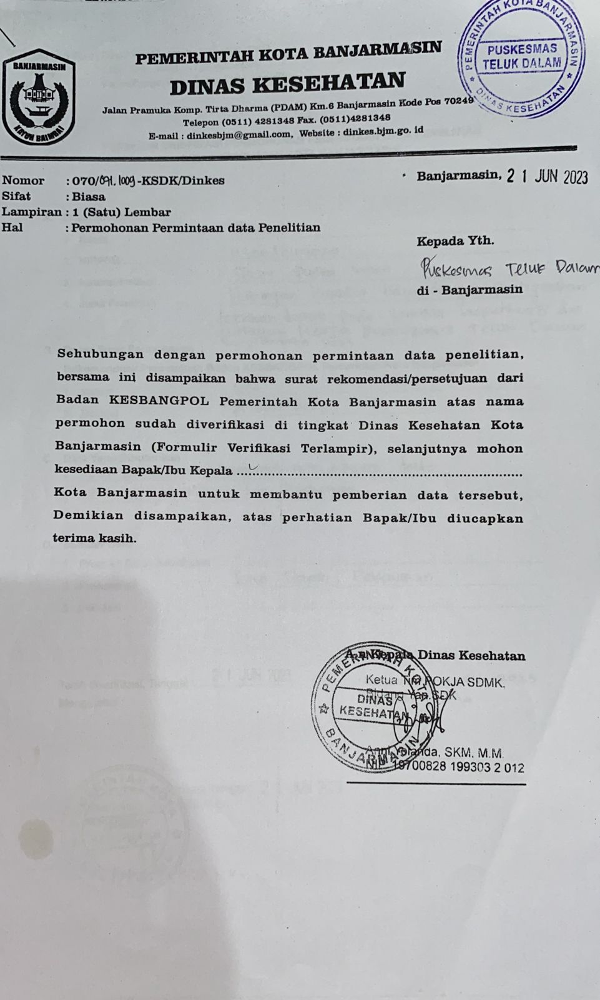 BANJARMASIN
KAYUH BAIMBAI
PEMERINTAH KOTA BANJARMASIN
DINAS KESEHATAN
Jalan Pramuka Komp. Tirta Dharma (PDAM) Km.6 Banjarmasin Kode Pos 70249
Telepon (0511) 4281348 Fax. (0511)4281348
E-mail : dinkesbjm@gmail.com, Website : dinkes.bjm.go. id
PEMERINTAH KOTA BANJARMASIN
PUSKESMAS
TELUK DALAM
DINAS KESEHATAN
Banjarmasin, 21 JUN 2023
Nomor : 070/091.1009-KSDK/Dinkes
Sifat : Biasa
Lampiran : 1 (Satu) Lembar
Hal : Permohonan Permintaan data Penelitian
Kepada Yth.
Puskesmas Teluk Dalam
di - Banjarmasin
Sehubungan dengan permohonan permintaan data penelitian,
bersama ini disampaikan bahwa surat rekomendasi/persetujuan dari
Badan KESBANGPOL Pemerintah Kota Banjarmasin atas nama
permohon sudah diverifikasi di tingkat Dinas Kesehatan Kota
Banjarmasin (Formulir Verifikasi Terlampir), selanjutnya mohon
kesediaan Bapak/Ibu Kepala ......................................................................
Kota Banjarmasin untuk membantu pemberian data tersebut,
Demikian disampaikan, atas perhatian Bapak/Ibu diucapkan
terima kasih.
A.n Kepala Dinas Kesehatan
Ketua Tim POKJA SDMK,
Bidang Yan.SDK
PEMERINTAH KOTA
DINAS
KESEHATAN
BANJARMASIN
Yolanda, SKM, M.M.
NIP. 19700828 199303 2 012